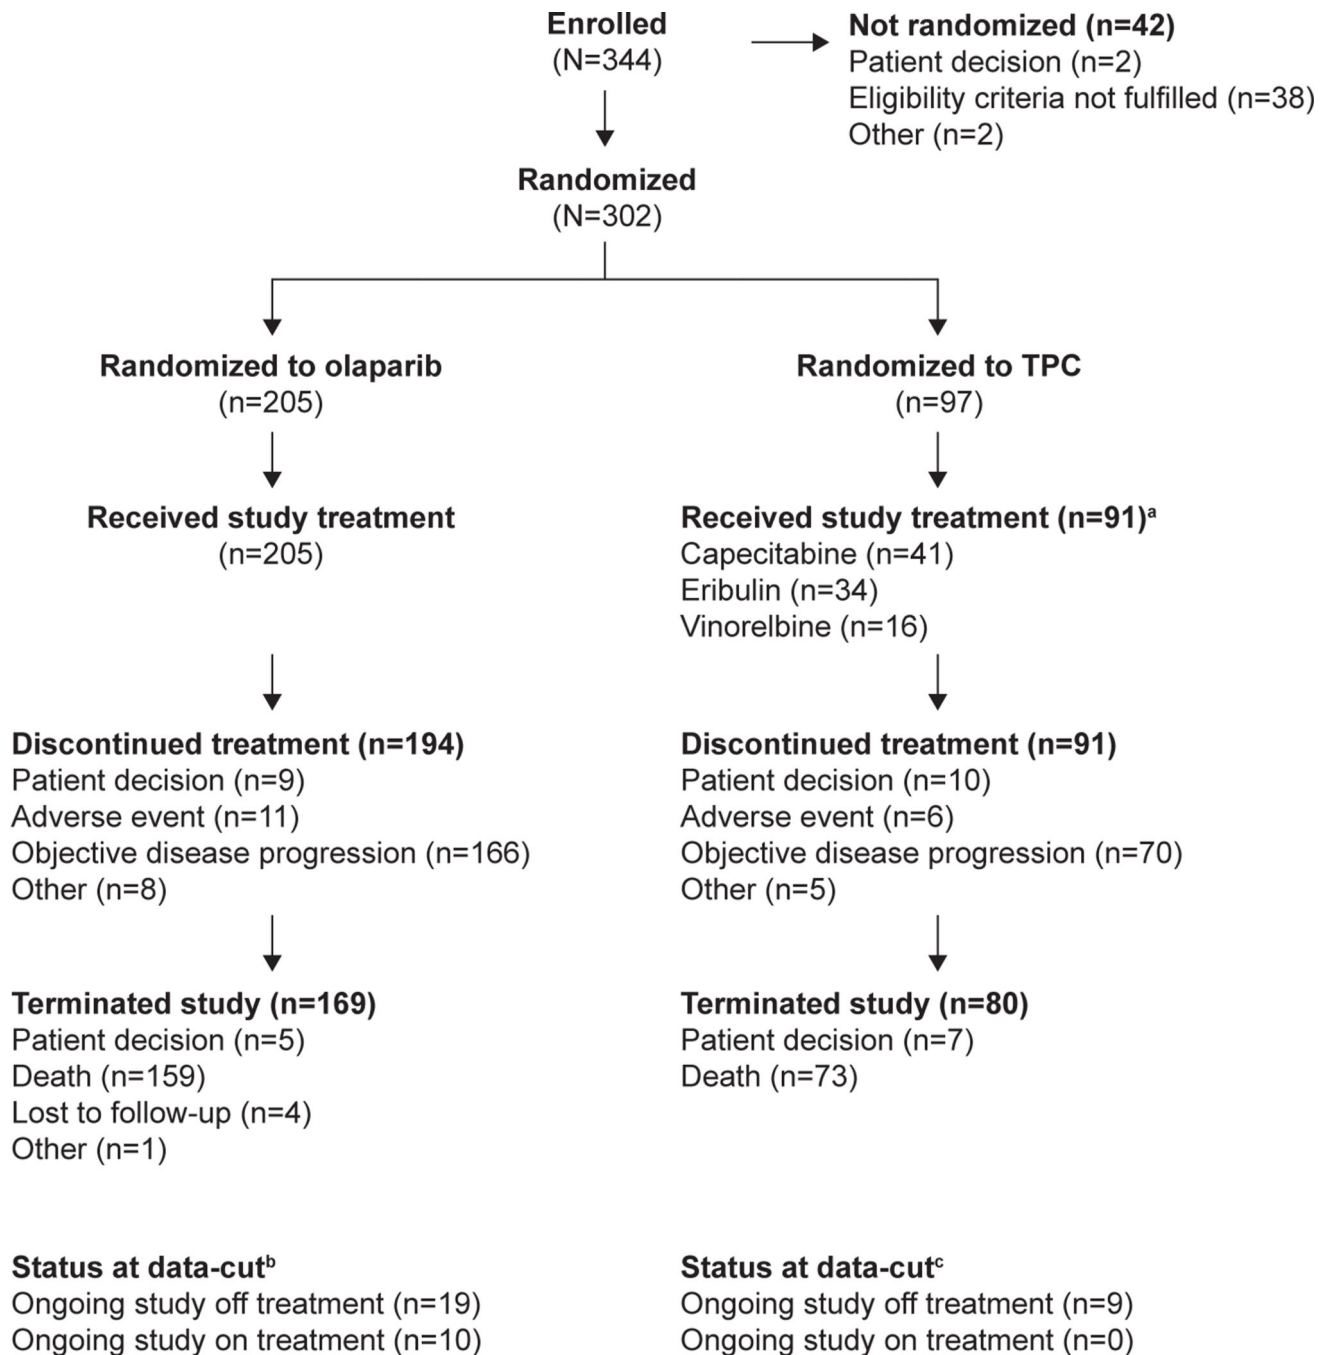 Enrolled
(N=344)
Not randomized (n=42)
Patient decision (n=2)
Eligibility criteria not fulfilled (n=38)
Other (n=2)
Randomized
(N=302)
Randomized to olaparib
(n=205)
Randomized to TPC
(n=97)
Received study treatment
(n=205)
Received study treatment (n=91)ᵃ
Capecitabine (n=41)
Eribulin (n=34)
Vinorelbine (n=16)
Discontinued treatment (n=194)
Patient decision (n=9)
Adverse event (n=11)
Objective disease progression (n=166)
Other (n=8)
Discontinued treatment (n=91)
Patient decision (n=10)
Adverse event (n=6)
Objective disease progression (n=70)
Other (n=5)
Terminated study (n=169)
Patient decision (n=5)
Death (n=159)
Lost to follow-up (n=4)
Other (n=1)
Terminated study (n=80)
Patient decision (n=7)
Death (n=73)
Status at data-cutᵇ
Ongoing study off treatment (n=19)
Ongoing study on treatment (n=10)
Status at data-cutᶜ
Ongoing study off treatment (n=9)
Ongoing study on treatment (n=0)